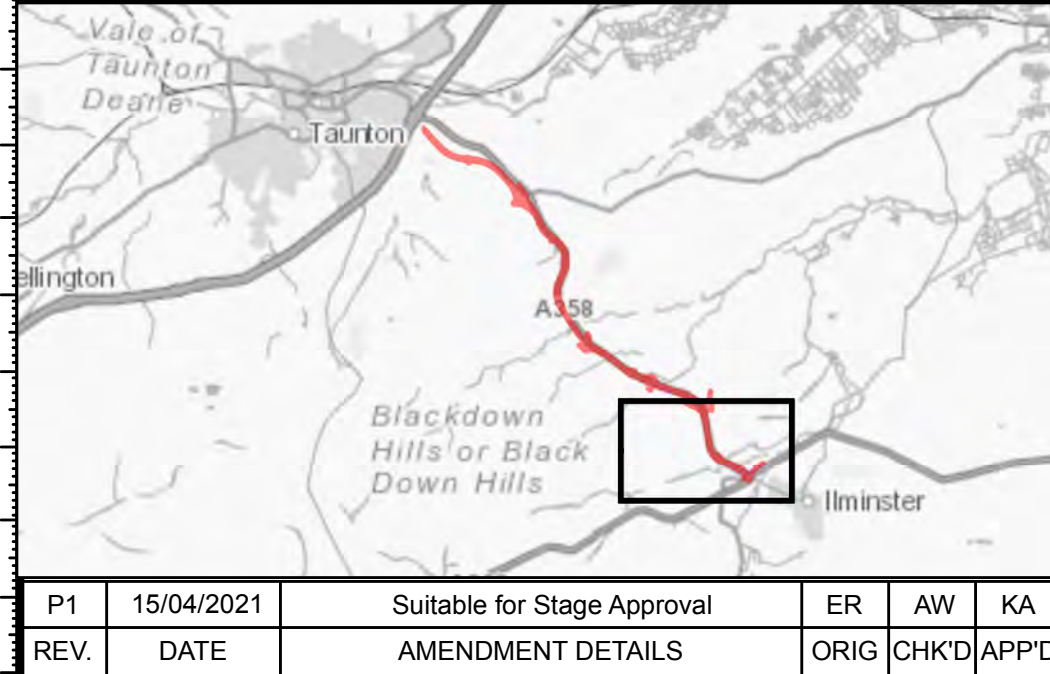 Vale of
Taunton
Deane
Taunton
ellington
A358
Blackdown
Hills or Black
Down Hills
Ilminster
P1 15/04/2021 Suitable for Stage Approval ER AW KA
REV. DATE AMENDMENT DETAILS ORIG CHK'D APP'D